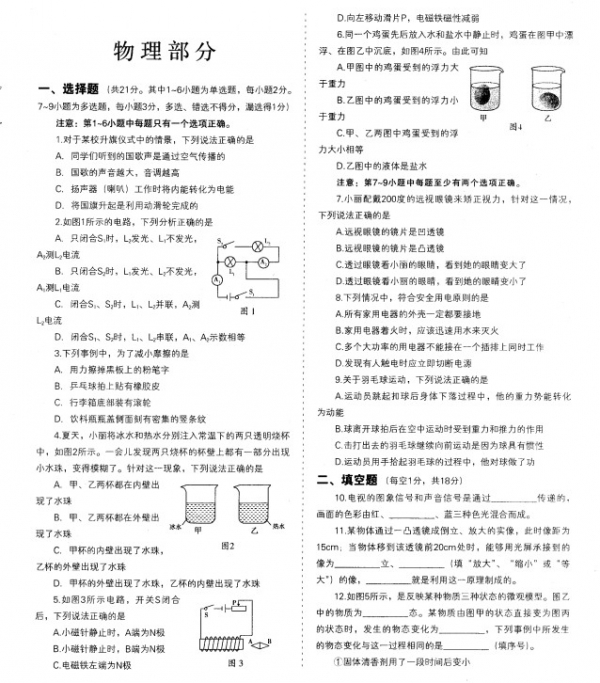 物理部分
一、选择题（共21分。其中1~6小题为单选题，每小题2分。
7~9小题为多选题，每小题3分，多选、错选不得分，漏选得1分）
注意：第1~6小题中每题只有一个选项正确。
1.对于某校升旗仪式中的情景，下列说法正确的是
A. 同学们听到的国歌声是通过空气传播的
B. 国歌的声音越大，音调越高
C. 扬声器（喇叭）工作时将内能转化为电能
D. 将国旗升起是利用动滑轮完成的
2.如图1所示的电路，下列分析正确的是
A. 只闭合S₁时，L₂发光、L₁不发光，
A₂测L₂电流
B. 只闭合S₂时，L₁发光、L₂不发光，
A₁测L₁电流
C. 闭合S₁、S₂时，L₁、L₂并联，A₂测
L₂电流
D. 闭合S₁、S₂时，L₁、L₂串联，A₁、A₂示数相等
S₂
L₂
L₁
A₂
A₁
S₁
图 1
3.下列事例中，为了减小摩擦的是
A. 用力擦掉黑板上的粉笔字
B. 乒乓球拍上贴有橡胶皮
C. 行李箱底部装有滚轮
D. 饮料瓶瓶盖侧面刻有密集的竖条纹
4.夏天，小丽将冰水和热水分别注入常温下的两只透明烧杯
中，如图2所示。一会儿发现两只烧杯的杯壁上都有一部分出现
小水珠，变得模糊了。针对这一现象，下列说法正确的是
A. 甲、乙两杯都在内壁出
现了水珠
B. 甲、乙两杯都在外壁出
现了水珠
C. 甲杯的内壁出现了水珠，
乙杯的外壁出现了水珠
D. 甲杯的外壁出现了水珠，乙杯的内壁出现了水珠
冰水 甲 乙 热水
图2
5.如图3所示电路，开关S闭合
后，下列说法正确的是
A.小磁针静止时，A端为N极
B.小磁针静止时，B端为N极
C.电磁铁左端为N极
S P
A B
图 3
D.向左移动滑片P，电磁铁磁性减弱
6.同一个鸡蛋先后放入水和盐水中静止时，鸡蛋在图甲中漂
浮、在图乙中沉底，如图4所示。由此可知
A.甲图中的鸡蛋受到的浮力大
于重力
B.乙图中的鸡蛋受到的浮力小
于重力
C.甲、乙两图中鸡蛋受到的浮
力大小相等
D.乙图中的液体是盐水
甲 乙
图4
注意：第7~9小题中每题至少有两个选项正确。
7.小丽配戴200度的远视眼镜来矫正视力，针对这一情况，
下列说法正确的是
A.远视眼镜的镜片是凹透镜
B.远视眼镜的镜片是凸透镜
C.透过眼镜看小丽的眼睛，看到她的眼睛变大了
D.透过眼镜看小丽的眼睛，看到她的眼睛变小了
8.下列情况中，符合安全用电原则的是
A.所有家用电器的外壳一定都要接地
B.家用电器着火时，应该迅速用水来灭火
C.多个大功率的用电器不能接在一个插排上同时工作
D.发现有人触电时应立即切断电源
9.关于羽毛球运动，下列说法正确的是
A.运动员跳起扣球后身体下落过程中，他的重力势能转化
为动能
B.球离开球拍后在空中运动时受到重力和推力的作用
C.击打出去的羽毛球继续向前运动是因为球具有惯性
D.运动员用手拾起羽毛球的过程中，他对球做了功
二、填空题（每空1分，共18分）
10.电视的图象信号和声音信号是通过________传递的，
画面的色彩由红、________、蓝三种色光混合而成。
11.某物体通过一凸透镜成倒立、放大的实像，此时像距为
15cm；当物体移到该透镜前20cm处时，能够用光屏承接到的
像为________立、________（填“放大”、“缩小”或“等
大”）的像，________就是利用这一原理制成的。
12.如图5所示，是反映某种物质三种状态的微观模型。图乙
中的物质为________态。某物质由图甲的状态直接变为图丙
的状态时，发生的物态变化为________，下列事例中所发生
的物态变化与这一过程相同的是________（填序号）。
①固体清香剂用了一段时间后变小